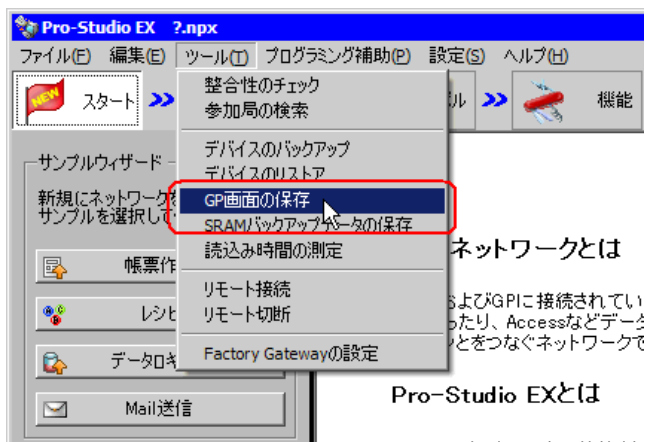 Pro-Studio EX ?.npx
ファイル(F) 編集(E) ツール(T) プログラミング補助(P) 設定(S) ヘルプ(H)
NEW スタート
機能
整合性のチェック
参加局の検索
デバイスのバックアップ
デバイスのリストア
GP画面の保存
SRAMバックアップデータの保存
読込み時間の測定
リモート接続
リモート切断
Factory Gatewayの設定
サンプルウィザード
新規にネットワークを
サンプルを選択して
帳票作
レシピ
データロギ
Mail送信
ネットワークとは
およびGPに接続されてい
ったり、Accessなどデータ
ンとをつなぐネットワークで
Pro-Studio EXとは